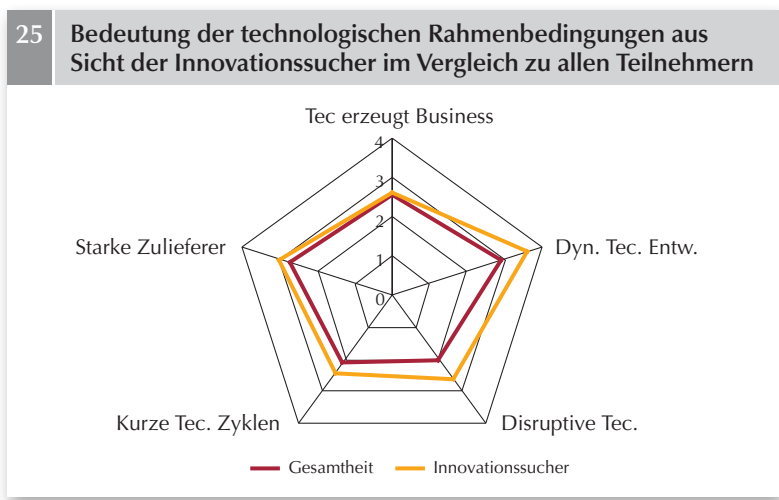 25
Bedeutung der technologischen Rahmenbedingungen aus
Sicht der Innovationssucher im Vergleich zu allen Teilnehmern
Tec erzeugt Business
4
3
2
1
0
Starke Zulieferer
Dyn. Tec. Entw.
Kurze Tec. Zyklen
Disruptive Tec.
Gesamtheit
Innovationssucher